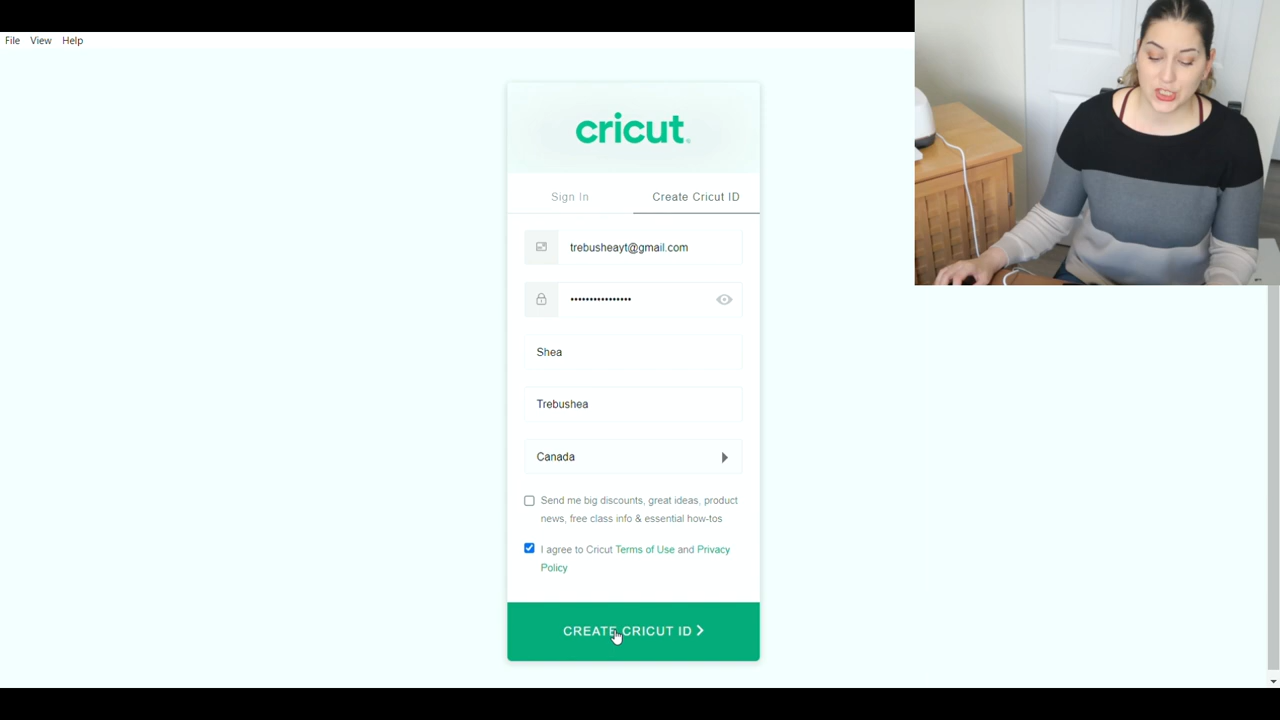 File View Help
cricut
Sign In Create Cricut ID
trebusheayt@gmail.com
••••••••••••••••
Shea
Trebushea
Canada
Send me big discounts, great ideas, product
news, free class info & essential how-tos
I agree to Cricut Terms of Use and Privacy
Policy
CREATE CRICUT ID